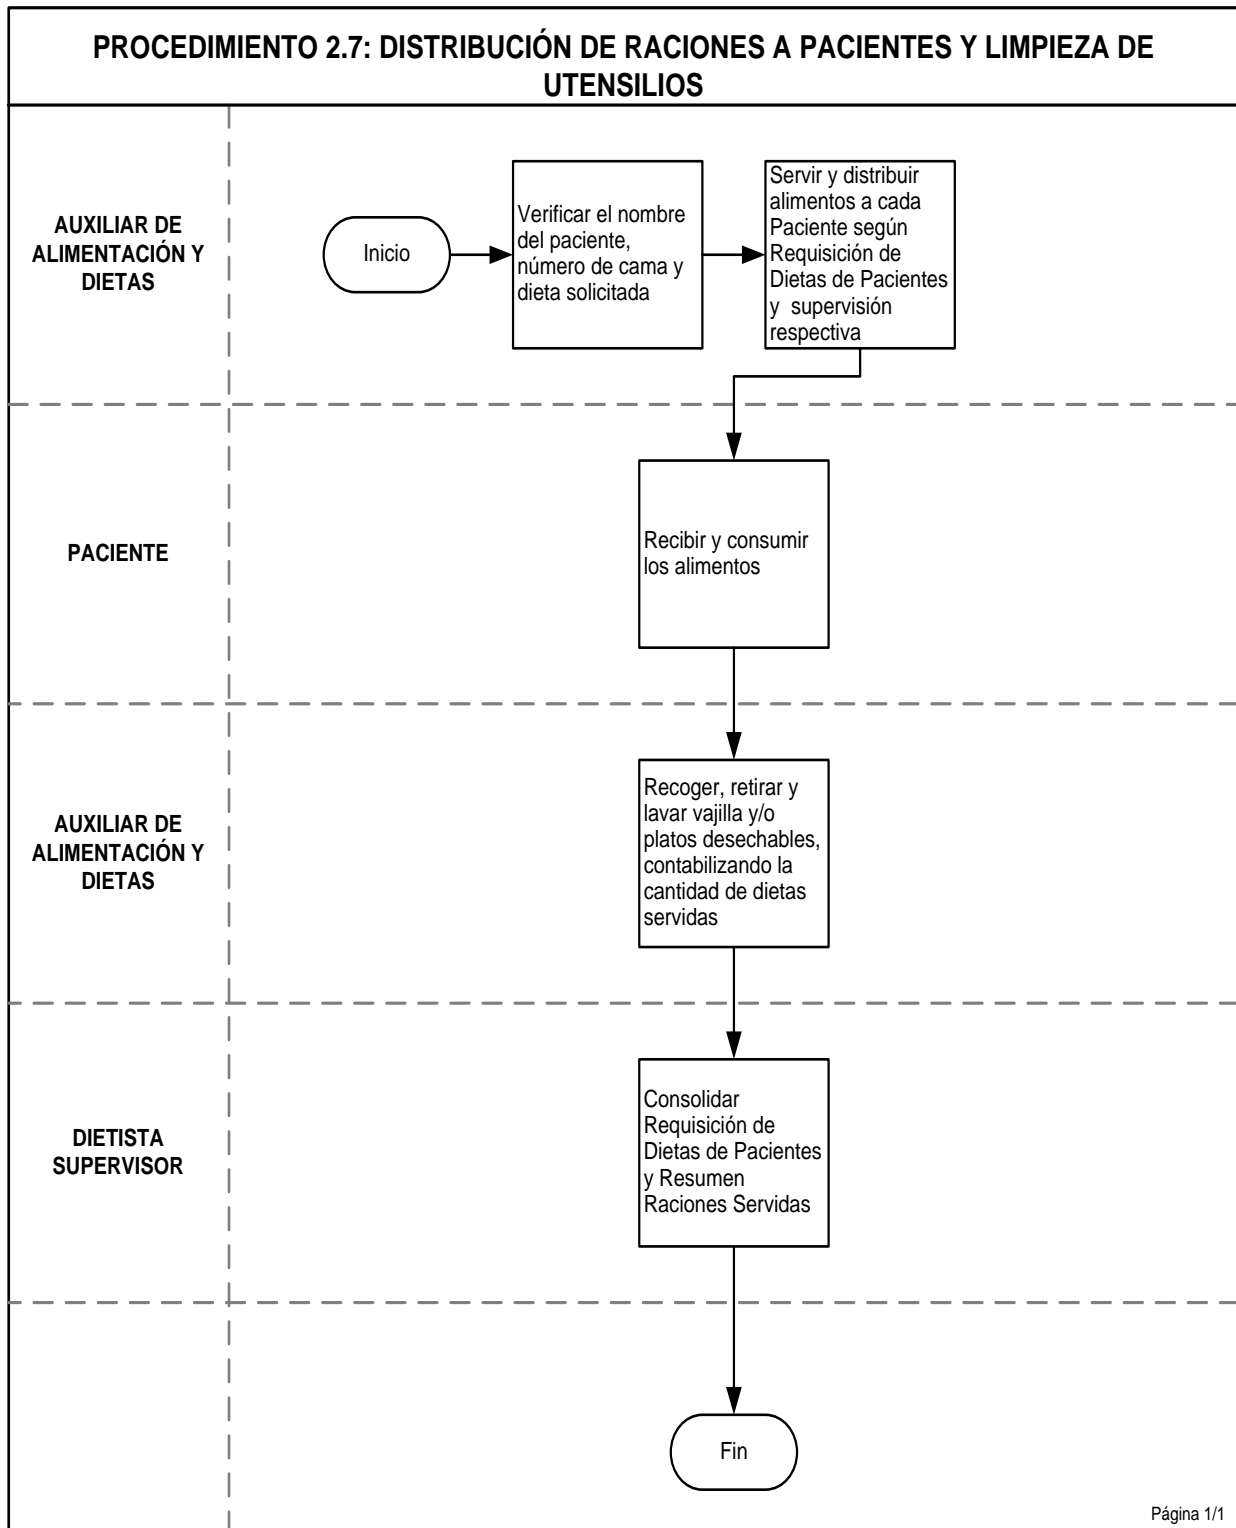 PROCEDIMIENTO 2.7: DISTRIBUCIÓN DE RACIONES A PACIENTES Y LIMPIEZA DE
UTENSILIOS
AUXILIAR DE
ALIMENTACIÓN Y
DIETAS
Inicio
Verificar el nombre
del paciente,
número de cama y
dieta solicitada
Servir y distribuir
alimentos a cada
Paciente según
Requisición de
Dietas de Pacientes
y supervisión
respectiva
PACIENTE
Recibir y consumir
los alimentos
AUXILIAR DE
ALIMENTACIÓN Y
DIETAS
Recoger, retirar y
lavar vajilla y/o
platos desechables,
contabilizando la
cantidad de dietas
servidas
DIETISTA
SUPERVISOR
Consolidar
Requisición de
Dietas de Pacientes
y Resumen
Raciones Servidas
Fin
Página 1/1